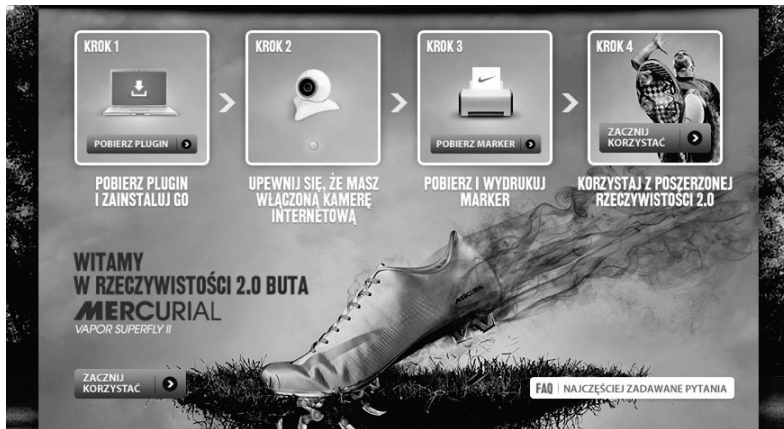 KROK 1
POBIERZ PLUGIN
POBIERZ PLUGIN
I ZAINSTALUJ GO
KROK 2
UPEWNIJ SIĘ, ŻE MASZ
WŁĄCZONĄ KAMERĘ
INTERNETOWĄ
KROK 3
POBIERZ MARKER
POBIERZ I WYDRUKUJ
MARKER
KROK 4
ZACZNIJ
KORZYSTAĆ
KORZYSTAJ Z POSZERZONEJ
RZECZYWISTOŚCI 2.0
WITAMY
W RZECZYWISTOŚCI 2.0 BUTA
MERCURIAL
VAPOR SUPERFLY II
MERCURIAL
ZACZNIJ
KORZYSTAĆ
FAQ | NAJCZĘŚCIEJ ZADAWANE PYTANIA